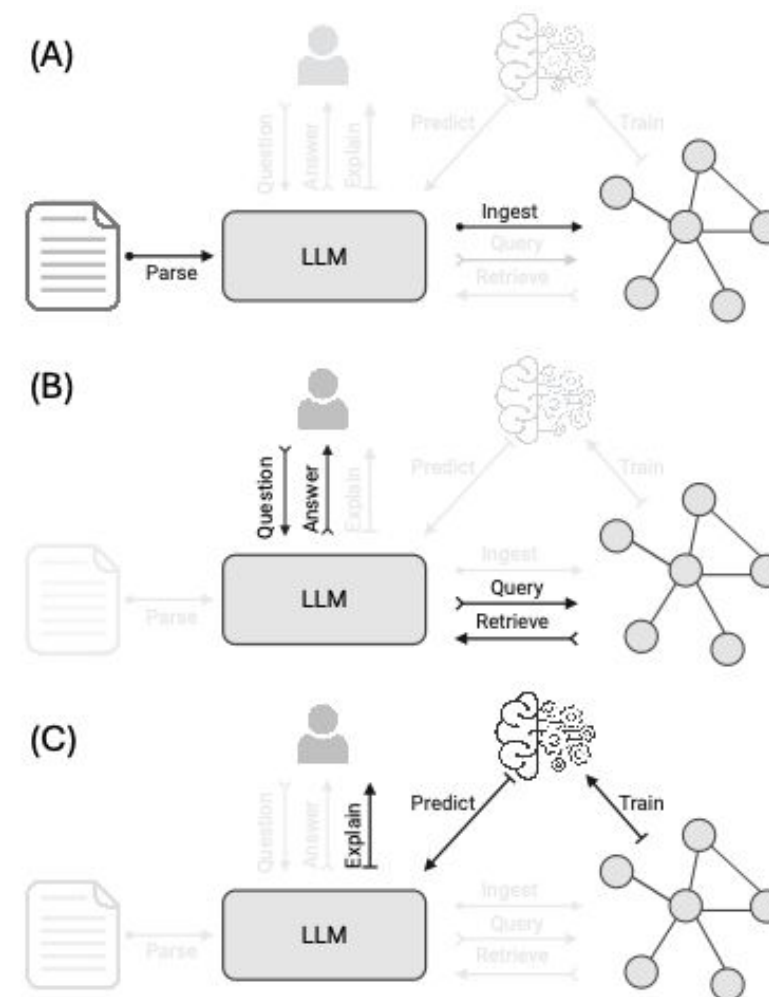 (A)
Question
Answer
Explain
Predict
Train
Parse
LLM
Ingest
Query
Retrieve
(B)
Question
Answer
Explain
Predict
Train
Parse
LLM
Ingest
Query
Retrieve
(C)
Question
Answer
Explain
Predict
Train
Parse
LLM
Ingest
Query
Retrieve